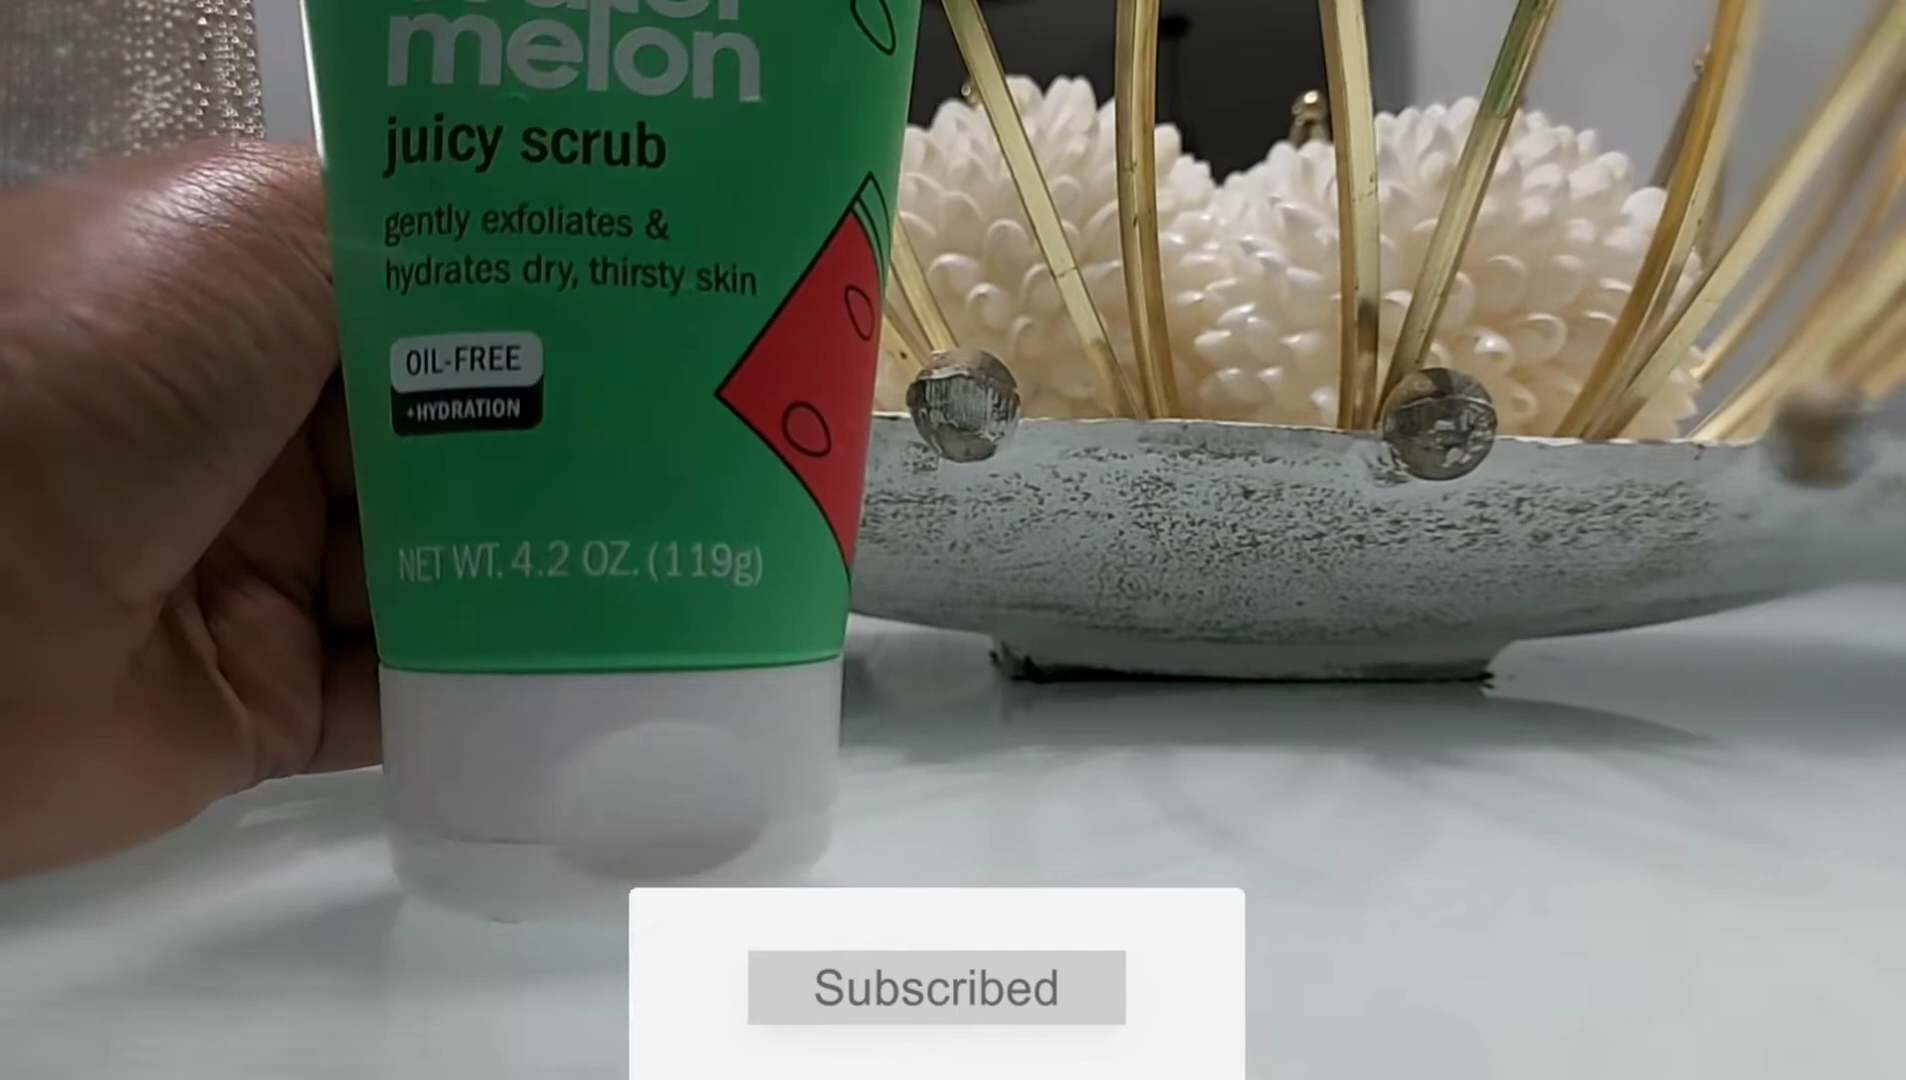 water
melon
juicy scrub
gently exfoliates &
hydrates dry, thirsty skin
OIL-FREE
+HYDRATION
NET WT. 4.2 OZ. (119g)
Subscribed